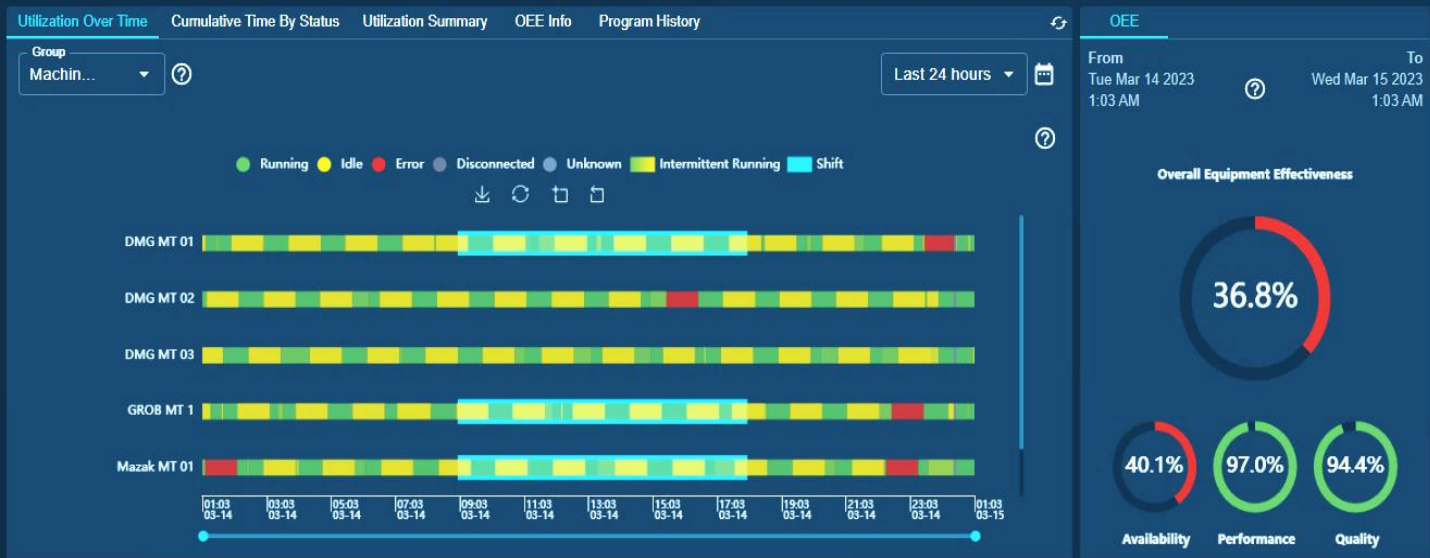 Utilization Over Time Cumulative Time By Status Utilization Summary OEE Info Program History
Group
Machin...
Last 24 hours
Running Idle Error Disconnected Unknown Intermittent Running Shift
DMG MT 01
DMG MT 02
DMG MT 03
GROB MT 1
Mazak MT 01
01:03 03:03 05:03 07:03 09:03 11:03 13:03 15:03 17:03 19:03 21:03 23:03 01:03
03-14 03-14 03-14 03-14 03-14 03-14 03-14 03-14 03-14 03-14 03-14 03-14 03-15
OEE
From To
Tue Mar 14 2023 Wed Mar 15 2023
1:03 AM 1:03 AM
Overall Equipment Effectiveness
36.8%
40.1% 97.0% 94.4%
Availability Performance Quality